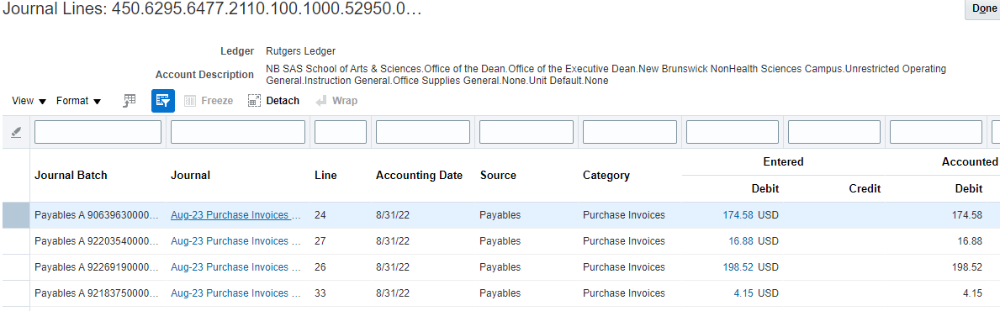 Journal Lines: 450.6295.6477.2110.100.1000.52950.0...
Done
Ledger Rutgers Ledger
Account Description NB SAS School of Arts & Sciences.Office of the Dean.Office of the Executive Dean.New Brunswick NonHealth Sciences Campus.Unrestricted Operating
General.Instruction General.Office Supplies General.None.Unit Default.None
View Format Freeze Detach Wrap
Entered Accounted
Journal Batch Journal Line Accounting Date Source Category
Debit Credit Debit
Payables A 90639630000... Aug-23 Purchase Invoices ... 24 8/31/22 Payables Purchase Invoices 174.58 USD 174.58
Payables A 92203540000... Aug-23 Purchase Invoices ... 27 8/31/22 Payables Purchase Invoices 16.88 USD 16.88
Payables A 92269190000... Aug-23 Purchase Invoices ... 26 8/31/22 Payables Purchase Invoices 198.52 USD 198.52
Payables A 92183750000... Aug-23 Purchase Invoices ... 33 8/31/22 Payables Purchase Invoices 4.15 USD 4.15